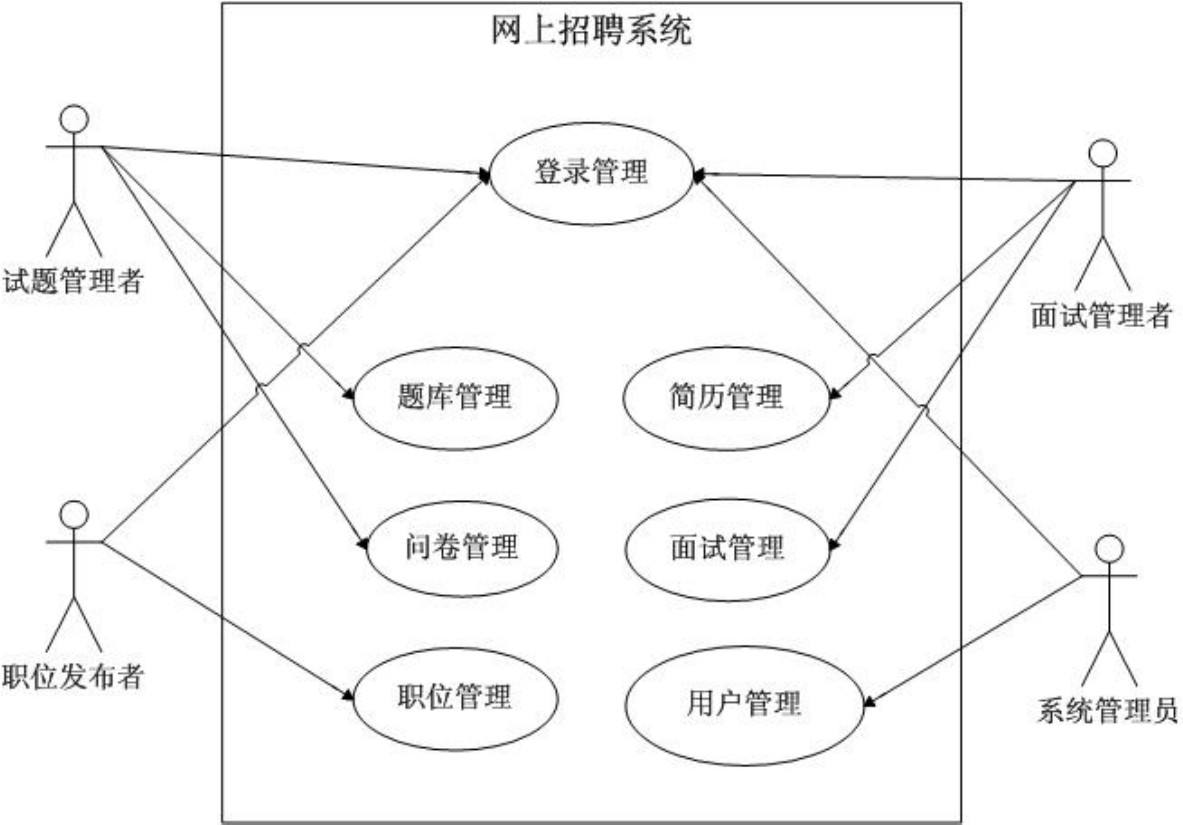 网上招聘系统
登录管理
试题管理者
面试管理者
题库管理
简历管理
问卷管理
面试管理
职位发布者
职位管理
用户管理
系统管理员